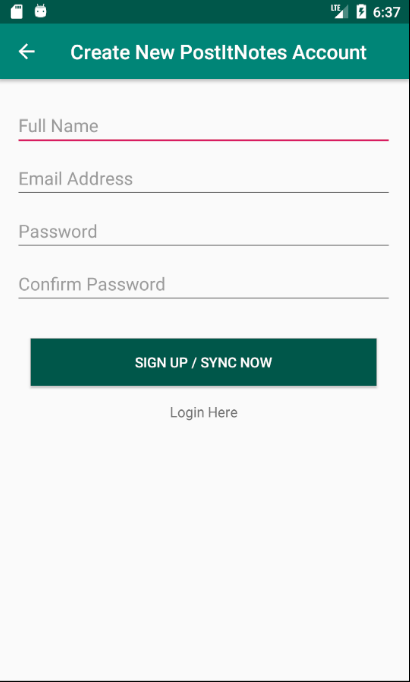 LTE 6:37
Create New PostItNotes Account
Full Name
Email Address
Password
Confirm Password
SIGN UP / SYNC NOW
Login Here